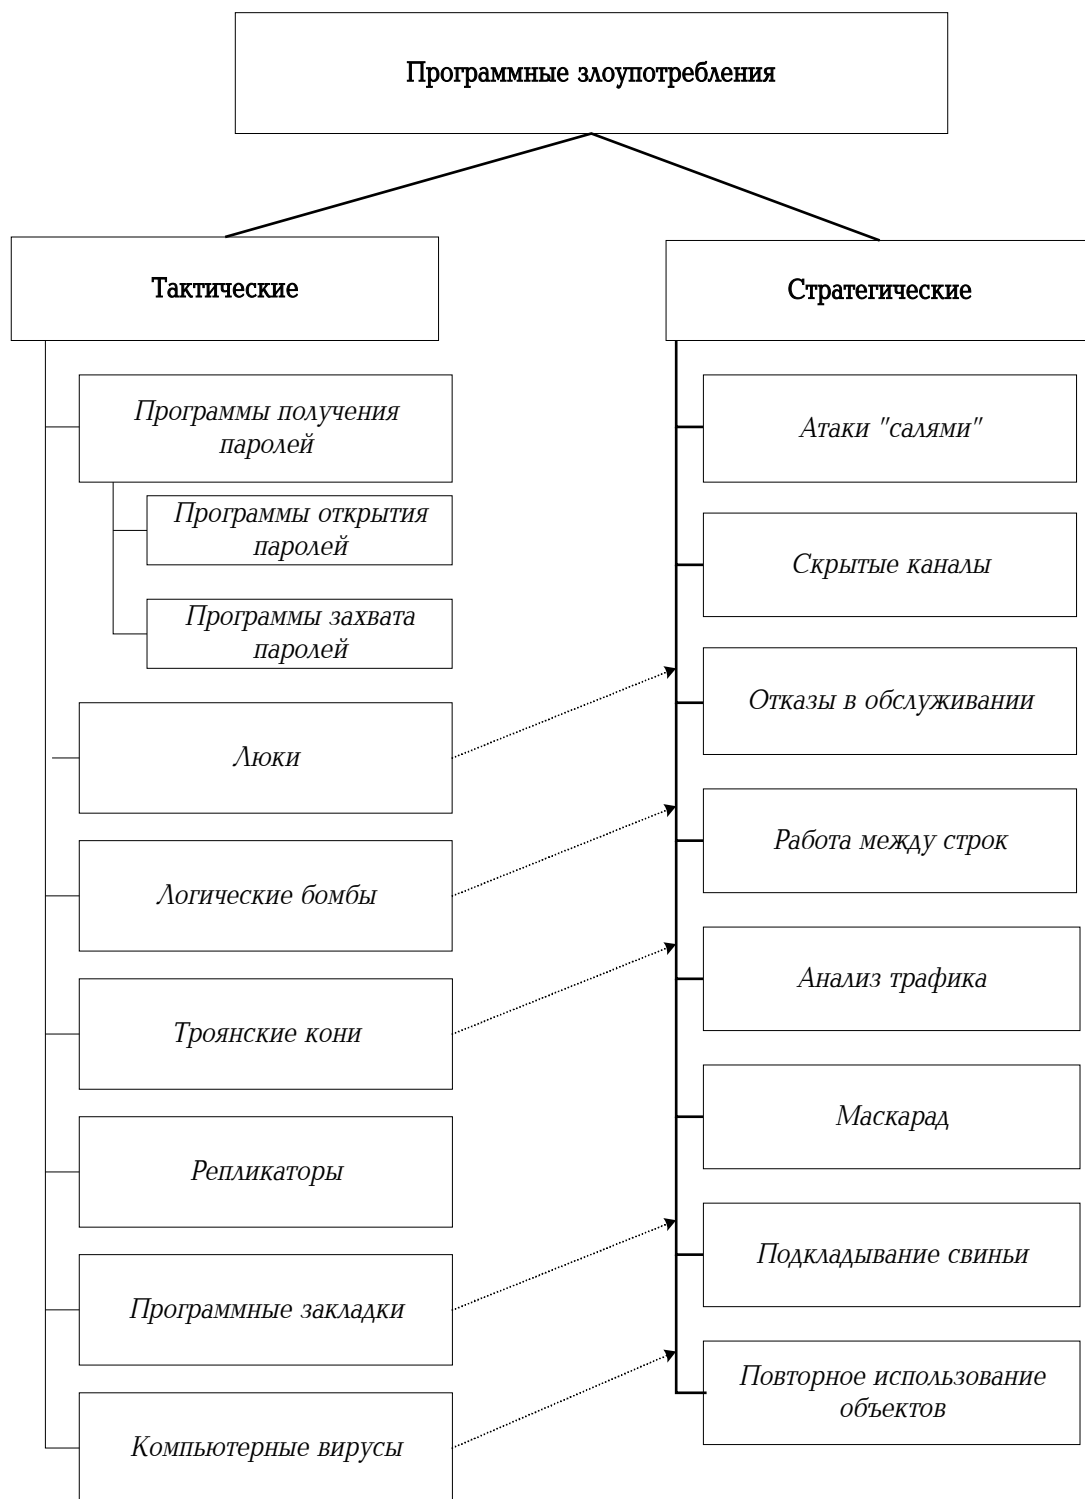 Программные злоупотребления
Тактические
Программы получения
паролей
Программы открытия
паролей
Программы захвата
паролей
Люки
Логические бомбы
Троянские кони
Репликаторы
Программные закладки
Компьютерные вирусы
Стратегические
Атаки "салями"
Скрытые каналы
Отказы в обслуживании
Работа между строк
Анализ трафика
Маскарад
Подкладывание свиньи
Повторное использование
объектов